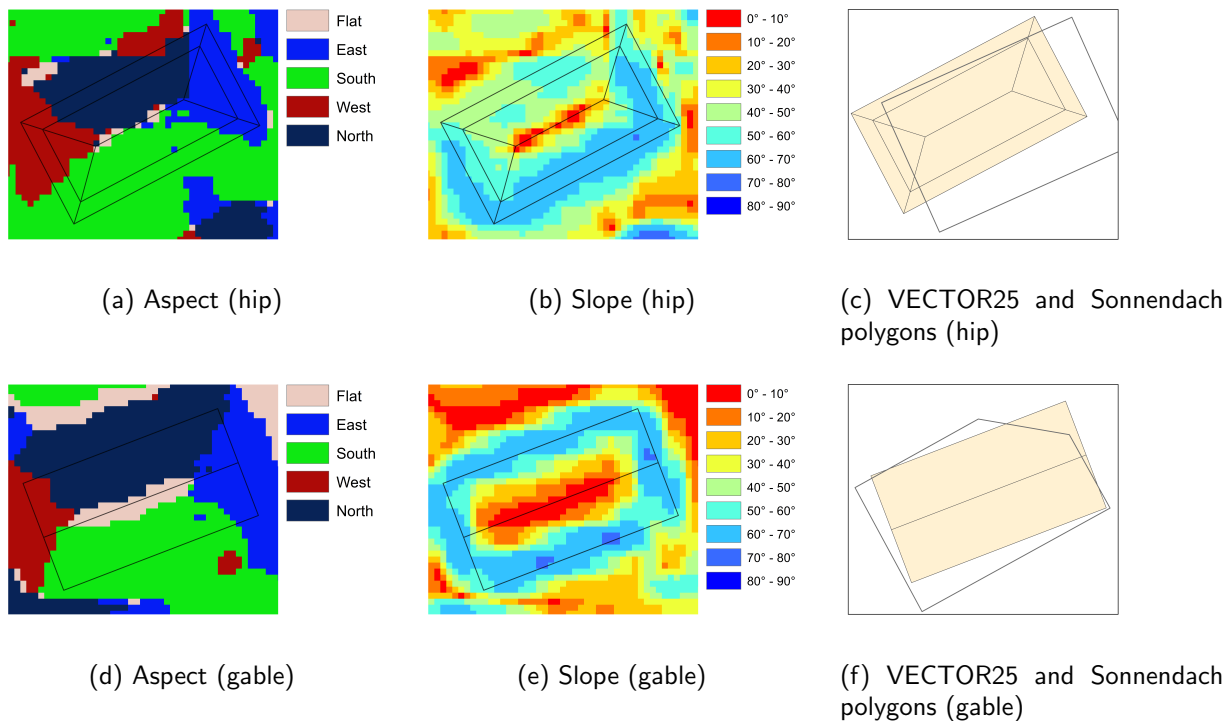 Flat
East
South
West
North
0° - 10°
10° - 20°
20° - 30°
30° - 40°
40° - 50°
50° - 60°
60° - 70°
70° - 80°
80° - 90°
(a) Aspect (hip)
(b) Slope (hip)
(c) VECTOR25 and Sonnendach
polygons (hip)
Flat
East
South
West
North
0° - 10°
10° - 20°
20° - 30°
30° - 40°
40° - 50°
50° - 60°
60° - 70°
70° - 80°
80° - 90°
(d) Aspect (gable)
(e) Slope (gable)
(f) VECTOR25 and Sonnendach
polygons (gable)